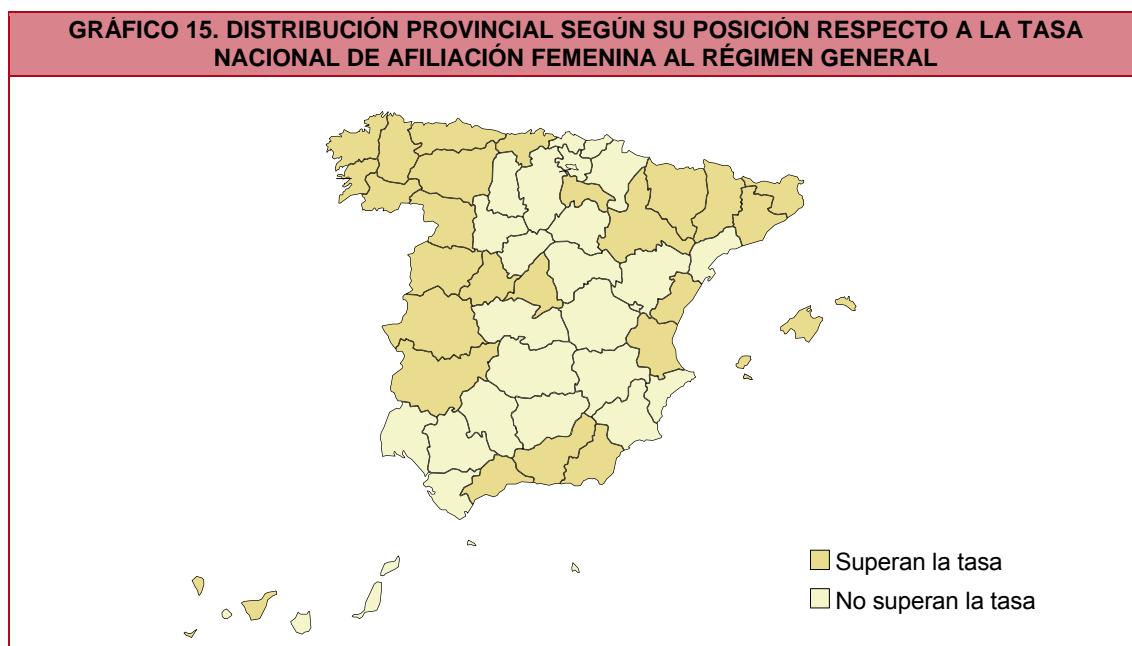 GRÁFICO 15. DISTRIBUCIÓN PROVINCIAL SEGÚN SU POSICIÓN RESPECTO A LA TASA
NACIONAL DE AFILIACIÓN FEMENINA AL RÉGIMEN GENERAL
Superan la tasa
No superan la tasa